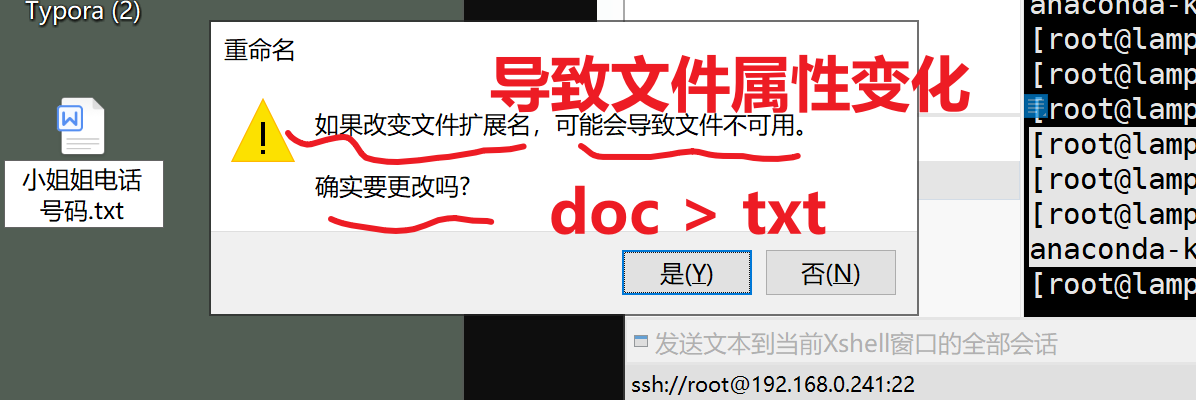 Typora (2)
小姐姐电话
号码.txt
重命名
导致文件属性变化
如果改变文件扩展名，可能会导致文件不可用。
确实要更改吗?
doc > txt
是(Y)
否(N)
anaconda-k
[root@lamp
[root@lamp
[root@lamp
[root@lamp
[root@lamp
[root@lamp
anaconda-k
[root@lamp
发送文本到当前Xshell窗口的全部会话
ssh://root@192.168.0.241:22